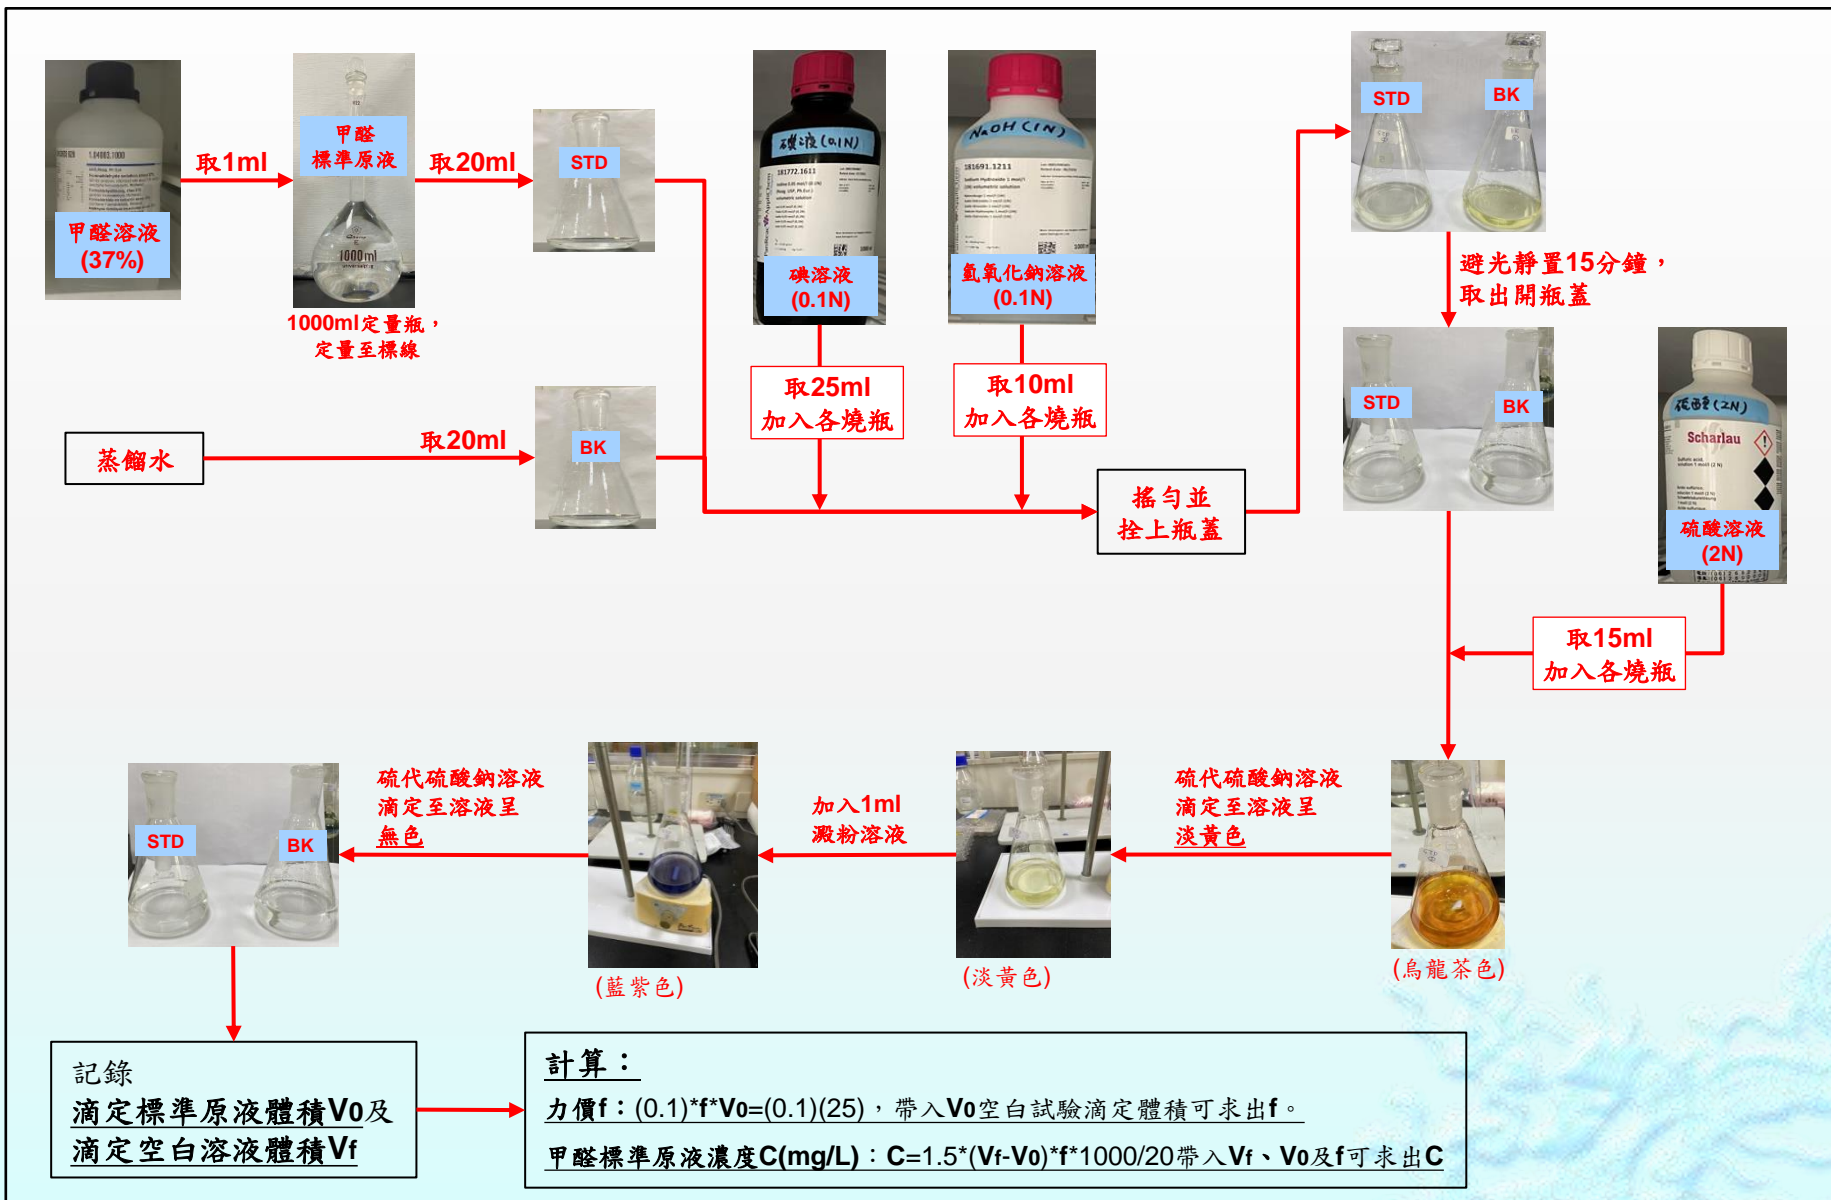 1.04003.1000
甲醛溶液
(37%)
取1ml
甲醛
標準原液
1000ml
1000ml定量瓶，
定量至標線
取20ml
STD
蒸餾水
取20ml
BK
碘液(0.1N)
181772.1611
碘溶液
(0.1N)
取25ml
加入各燒瓶
NaOH(1N)
181691.1211
Sodium Hydroxide 1 mol/l
氫氧化鈉溶液
(0.1N)
取10ml
加入各燒瓶
搖勻並
拴上瓶蓋
STD
BK
避光靜置15分鐘，
取出開瓶蓋
STD
BK
硫酸(2N)
Scharlau
硫酸溶液
(2N)
取15ml
加入各燒瓶
(烏龍茶色)
硫代硫酸鈉溶液
滴定至溶液呈
淡黃色
(淡黃色)
加入1ml
澱粉溶液
(藍紫色)
硫代硫酸鈉溶液
滴定至溶液呈
無色
STD
BK
記錄
滴定標準原液體積V0及
滴定空白溶液體積Vf
計算：
力價f：(0.1)*f*V0=(0.1)(25)，帶入V0空白試驗滴定體積可求出f。
甲醛標準原液濃度C(mg/L)：C=1.5*(Vf-V0)*f*1000/20帶入Vf、V0及f可求出C